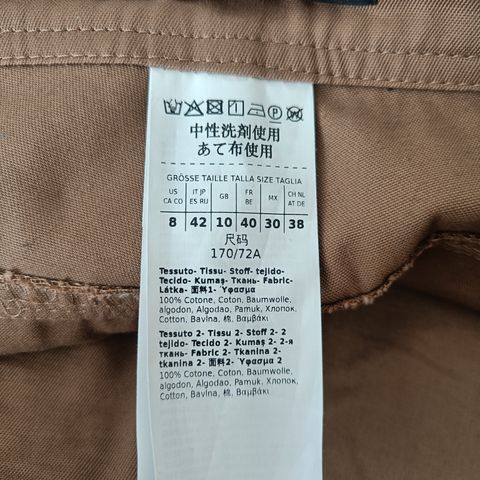 中性洗剤使用
あて布使用
GRÖSSE TAILLE TALLA SIZE TAGLIA
US CA CO IT JP ES RU GB FR BE MX CH NL AT DE
8 42 10 40 30 38
尺码
170/72A
Tessuto- Tissu- Stoff- tejido-
Tecido- Kumaş- Ткань- Fabric-
Látka- 面料1- Ύφασμα
100% Cotone, Coton, Baumwolle,
algodon, Algodao, Pamuk, Хлопок,
Cotton, Bavlna, 棉, Βαμβάκι
Tessuto 2- Tissu 2- Stoff 2- 2
tejido- Tecido 2- Kumaş 2- 2-я
ткань- Fabric 2- Tkanina 2-
tkanina 2- 面料2- Ύφασμα 2
100% Cotone, Coton, Baumwolle,
algodon, Algodao, Pamuk, Хлопок,
Cotton, Bavlna, 棉, Βαμβάκι